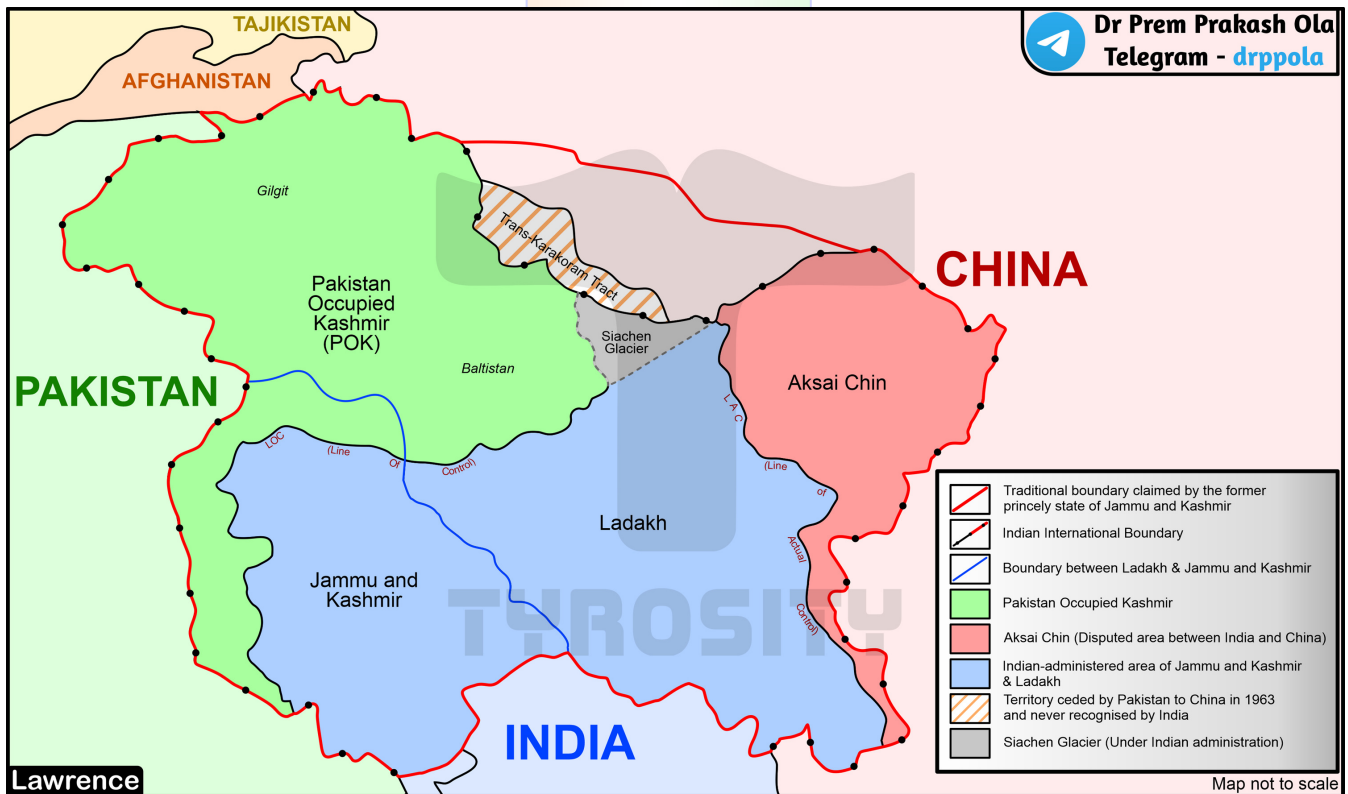 TAJIKISTAN
AFGHANISTAN
Dr Prem Prakash Ola
Telegram - drppola
Gilgit
Trans-Karakoram Tract
CHINA
Pakistan
Occupied
Kashmir
(POK)
Siachen
Glacier
Baltistan
PAKISTAN
Aksai Chin
LAC
(Line
of
Actual
Control)
LOC
(Line
Of
Control)
Ladakh
Jammu and
Kashmir
TYROSITY
INDIA
Traditional boundary claimed by the former
princely state of Jammu and Kashmir
Indian International Boundary
Boundary between Ladakh & Jammu and Kashmir
Pakistan Occupied Kashmir
Aksai Chin (Disputed area between India and China)
Indian-administered area of Jammu and Kashmir
& Ladakh
Territory ceded by Pakistan to China in 1963
and never recognised by India
Siachen Glacier (Under Indian administration)
Lawrence
Map not to scale